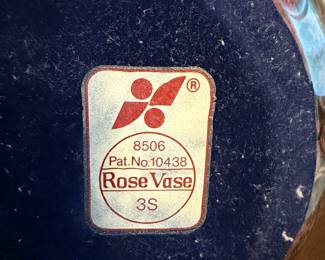 ®
8506
Pat.No.10438
Rose Vase
3S